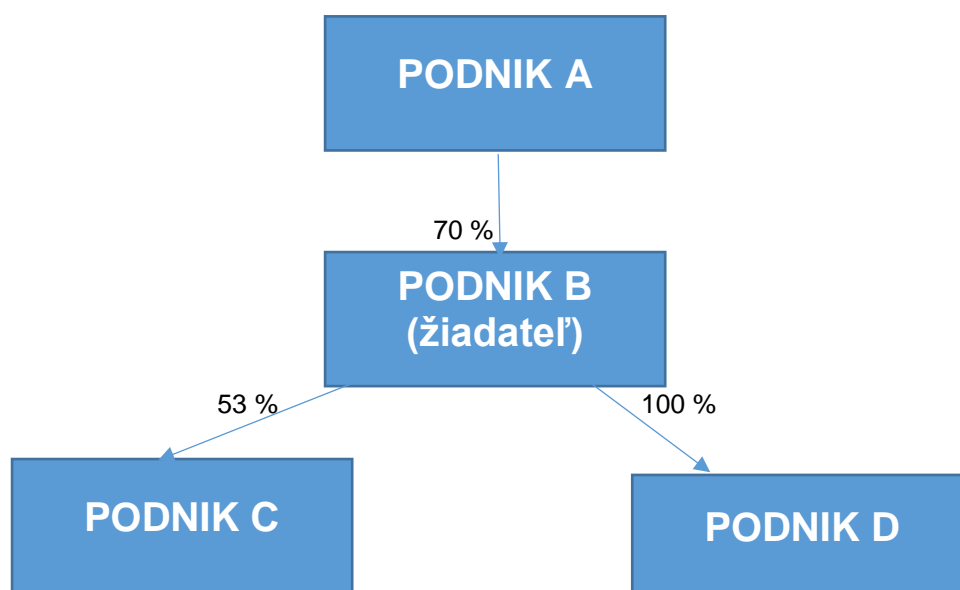 PODNIK A
70 %
PODNIK B
(žiadateľ)
53 %
100 %
PODNIK C
PODNIK D